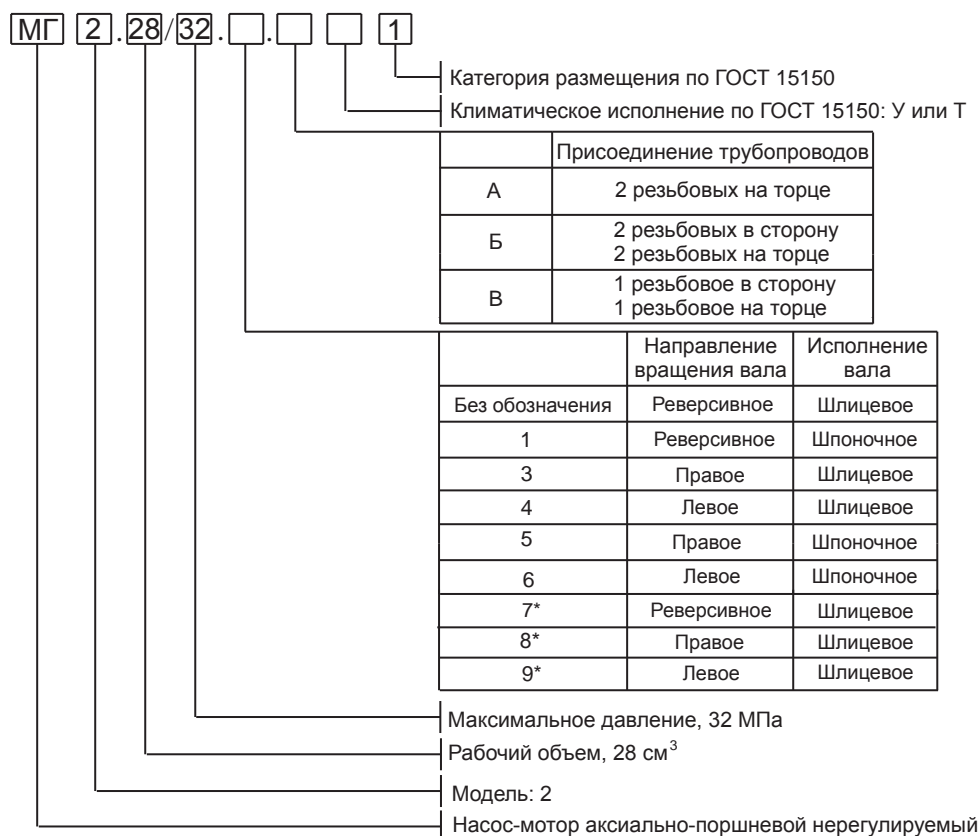 МГ 2.28/32. . 1
Категория размещения по ГОСТ 15150
Климатическое исполнение по ГОСТ 15150: У или Т
Присоединение трубопроводов
А 2 резьбовых на торце
Б 2 резьбовых в сторону
2 резьбовых на торце
В 1 резьбовое в сторону
1 резьбовое на торце
Направление вращения вала Исполнение вала
Без обозначения Реверсивное Шлицевое
1 Реверсивное Шпоночное
3 Правое Шлицевое
4 Левое Шлицевое
5 Правое Шпоночное
6 Левое Шпоночное
7* Реверсивное Шлицевое
8* Правое Шлицевое
9* Левое Шлицевое
Максимальное давление, 32 МПа
Рабочий объем, 28 см³
Модель: 2
Насос-мотор аксиально-поршневой нерегулируемый